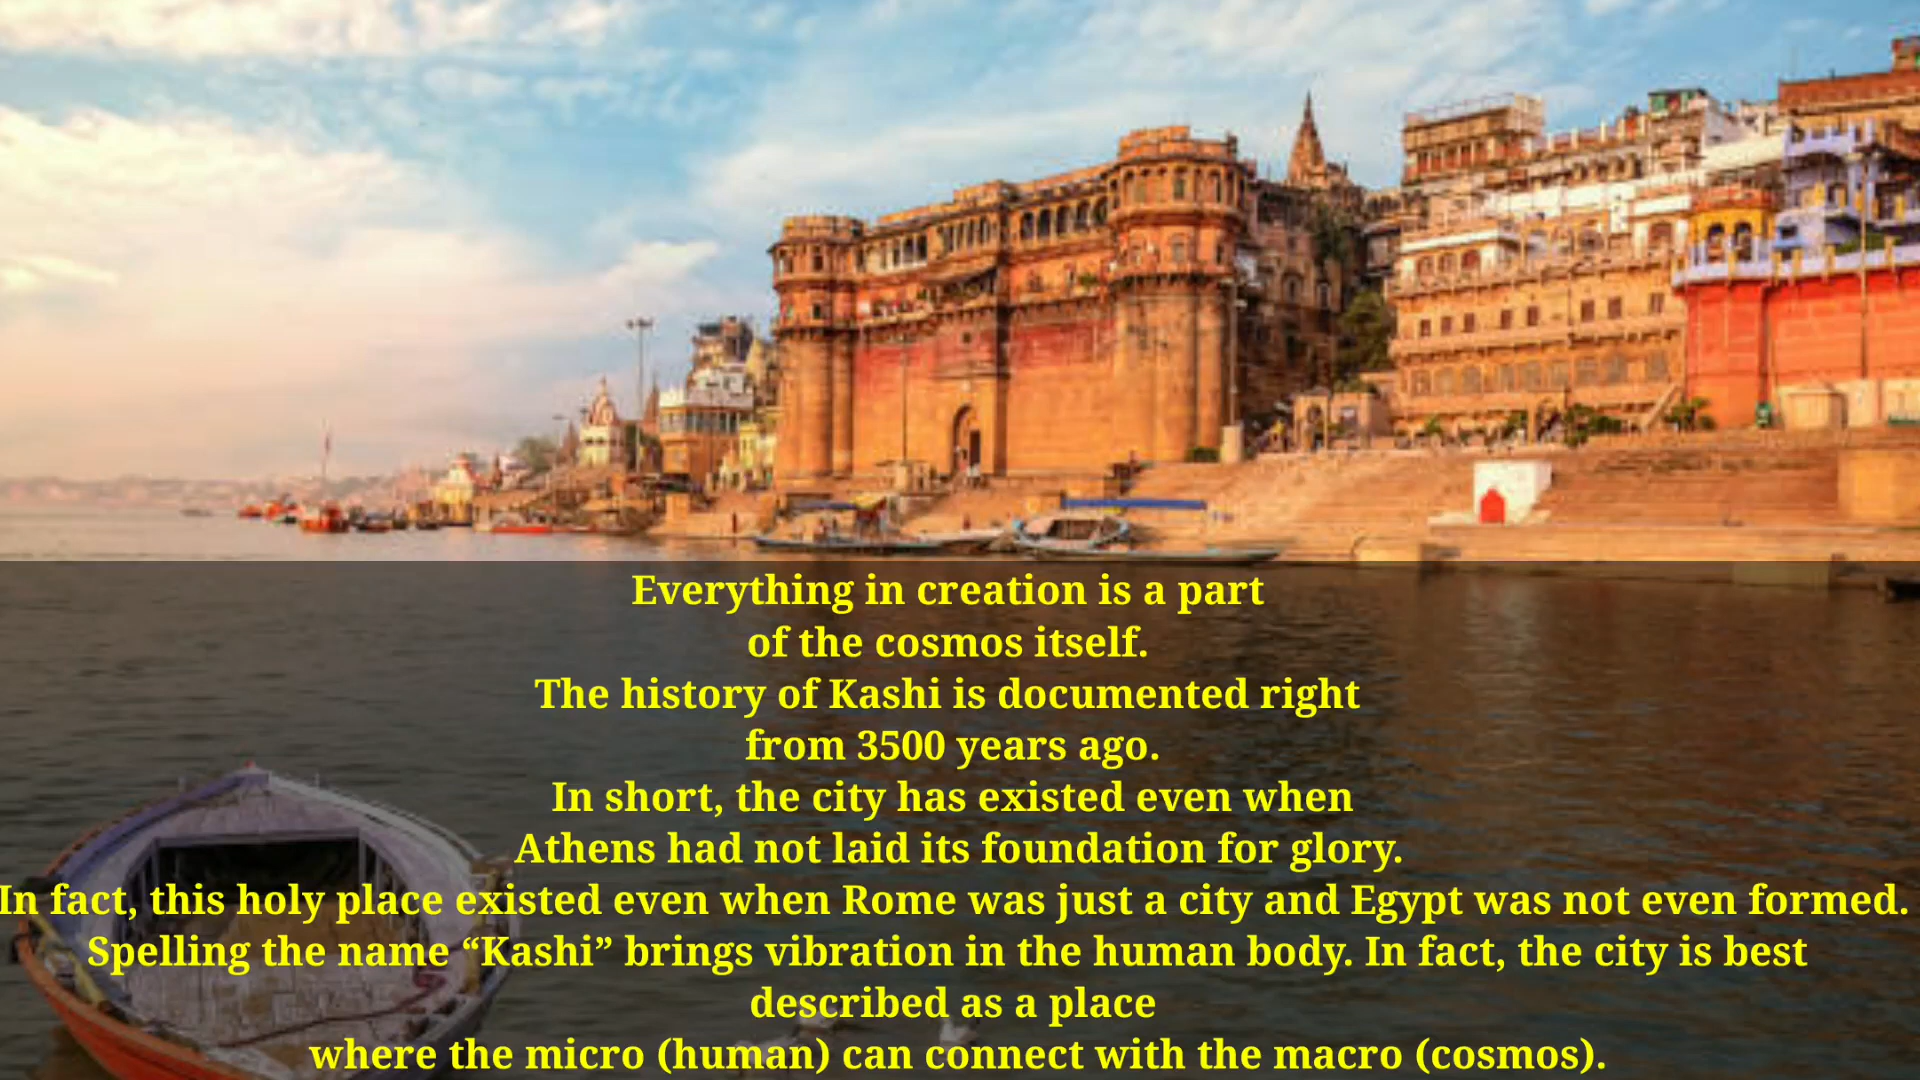 Everything in creation is a part
of the cosmos itself.
The history of Kashi is documented right
from 3500 years ago.
In short, the city has existed even when
Athens had not laid its foundation for glory.
In fact, this holy place existed even when Rome was just a city and Egypt was not even formed.
Spelling the name “Kashi” brings vibration in the human body. In fact, the city is best
described as a place
where the micro (human) can connect with the macro (cosmos).